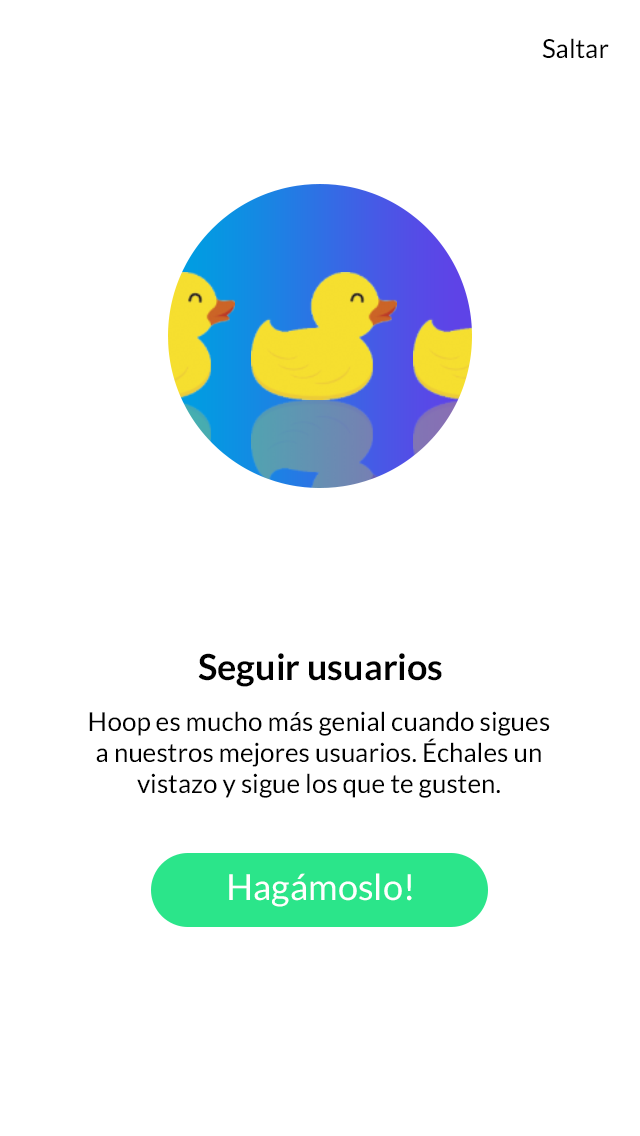 Saltar
Seguir usuarios
Hoop es mucho más genial cuando sigues
a nuestros mejores usuarios. Échales un
vistazo y sigue los que te gusten.
Hagámoslo!